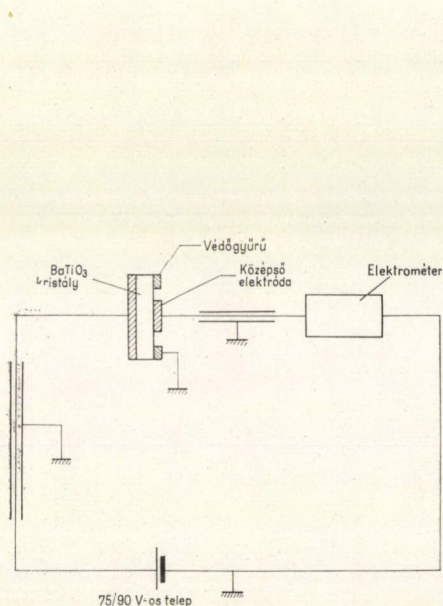 Védőgyűrű
BaTiO3
kristály
Középső
elektróda
Elektrométer
75/90 V-os telep